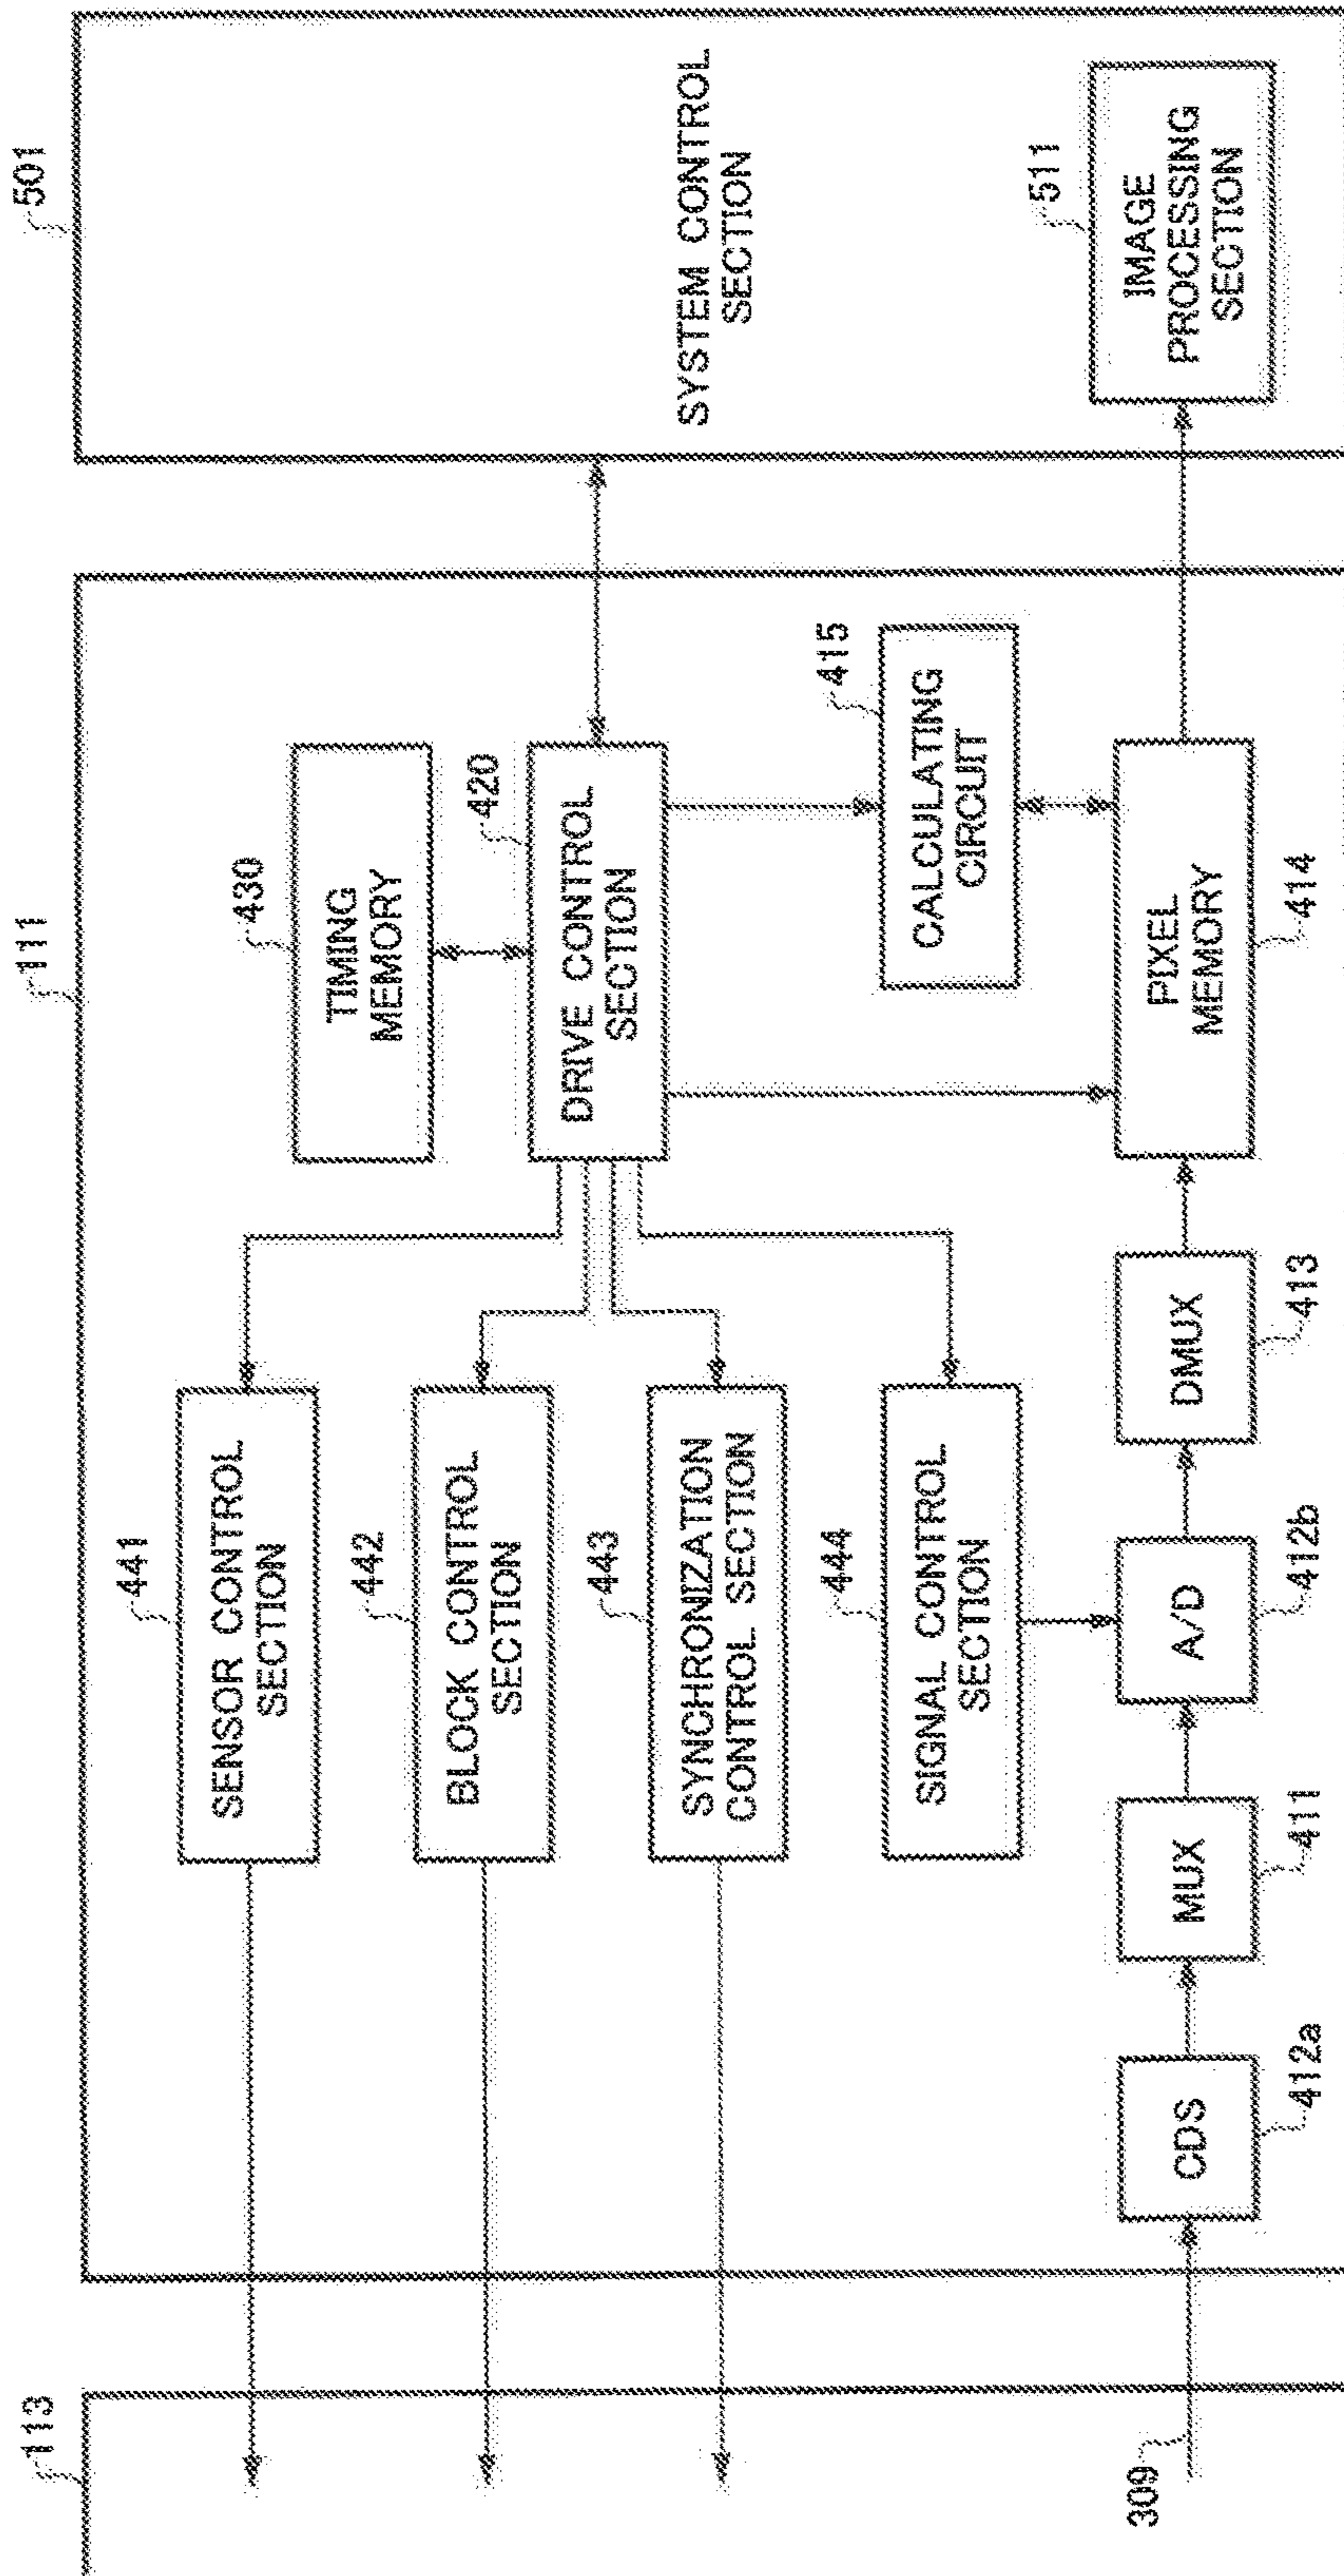 113
111
501
441
SENSOR CONTROL
SECTION
430
TIMING
MEMORY
442
BLOCK CONTROL
SECTION
420
DRIVE CONTROL
SECTION
SYSTEM CONTROL
SECTION
443
SYNCHRONIZATION
CONTROL SECTION
444
SIGNAL CONTROL
SECTION
415
CALCULATING
CIRCUIT
511
IMAGE
PROCESSING
SECTION
309
CDS
412a
MUX
411
A/D
412b
DMUX
413
PIXEL
MEMORY
414